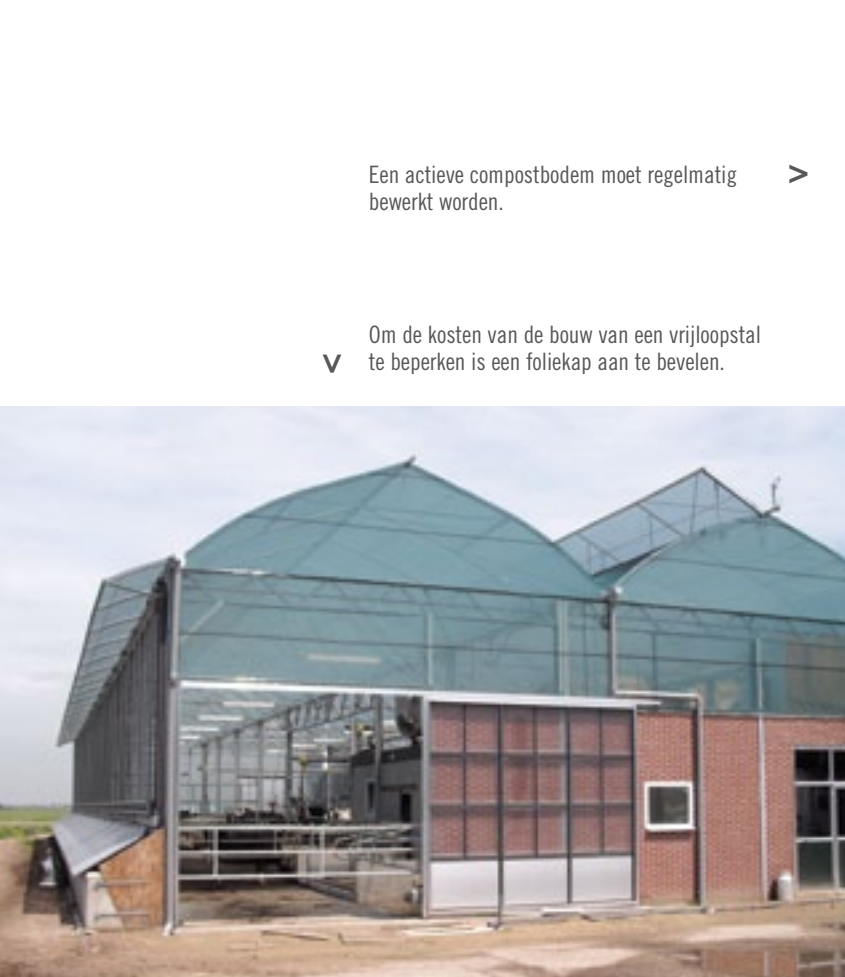 Een actieve compostbodem moet regelmatig >
bewerkt worden.
Om de kosten van de bouw van een vrijloopstal
V te beperken is een foliekap aan te bevelen.